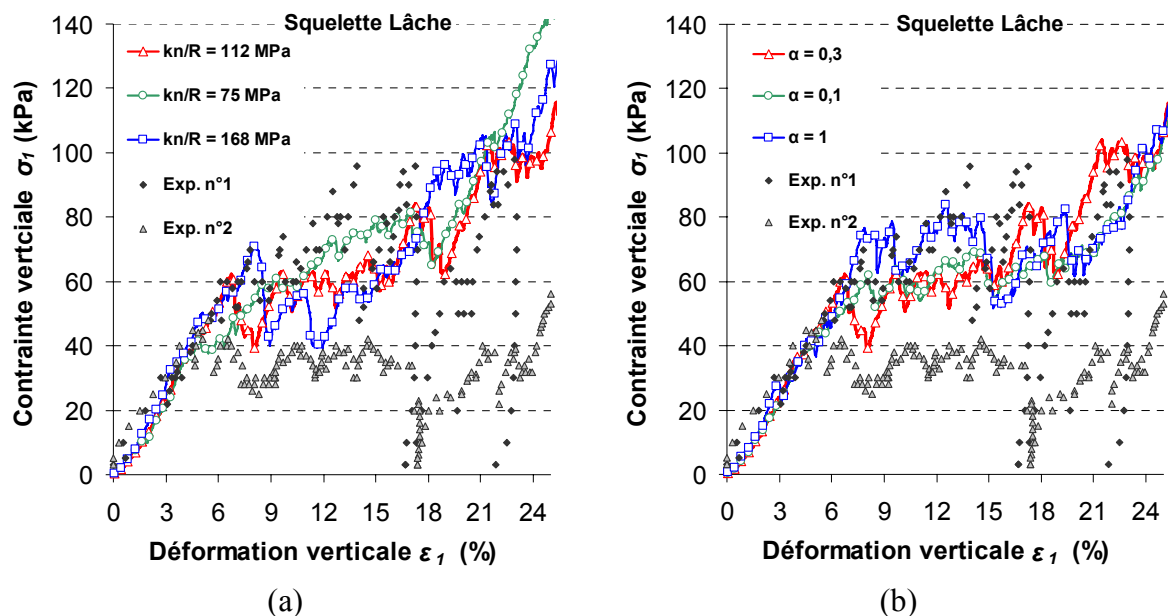 Squelette Lâche
kn/R = 112 MPa
kn/R = 75 MPa
kn/R = 168 MPa
Exp. n°1
Exp. n°2
Contrainte vertciale σ1 (kPa)
140
120
100
80
60
40
20
0
0 3 6 9 12 15 18 21 24
Déformation verticale ε1 (%)
(a)
Squelette Lâche
α = 0,3
α = 0,1
α = 1
Exp. n°1
Exp. n°2
Contrainte vertciale σ1 (kPa)
140
120
100
80
60
40
20
0
0 3 6 9 12 15 18 21 24
Déformation verticale ε1 (%)
(b)